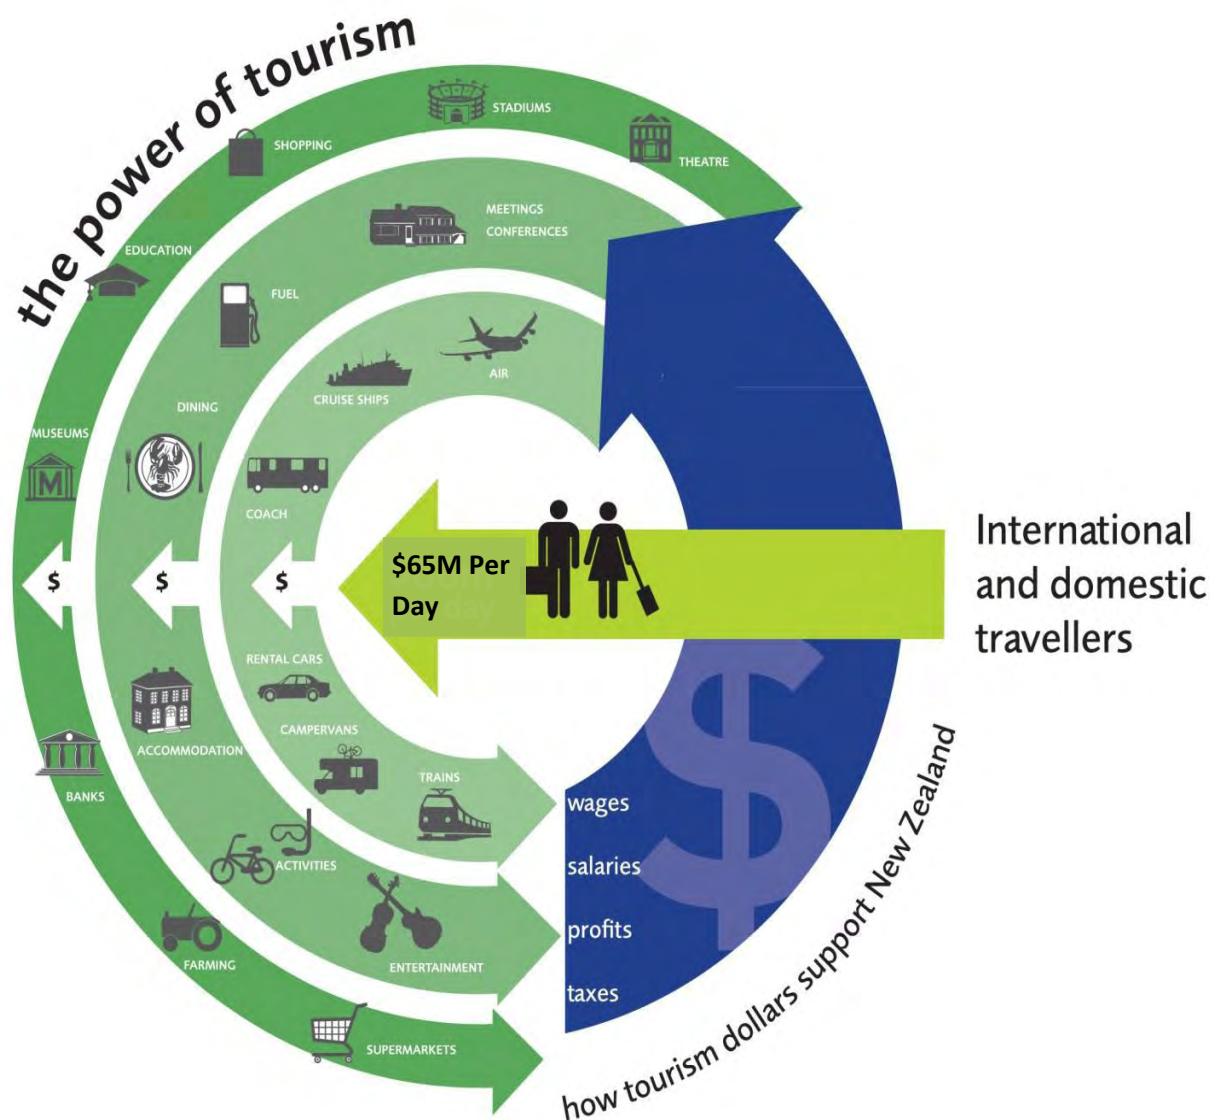 the power of tourism
STADIUMS
SHOPPING
THEATRE
MEETINGS
CONFERENCES
EDUCATION
FUEL
AIR
CRUISE SHIPS
DINING
MUSEUMS
M
COACH
International
and domestic
travellers
$65M Per
Day
$
$
$
RENTAL CARS
CAMPERVANS
ACCOMMODATION
TRAINS
BANKS
$
wages
salaries
profits
taxes
ACTIVITIES
FARMING
ENTERTAINMENT
SUPERMARKETS
how tourism dollars support New Zealand